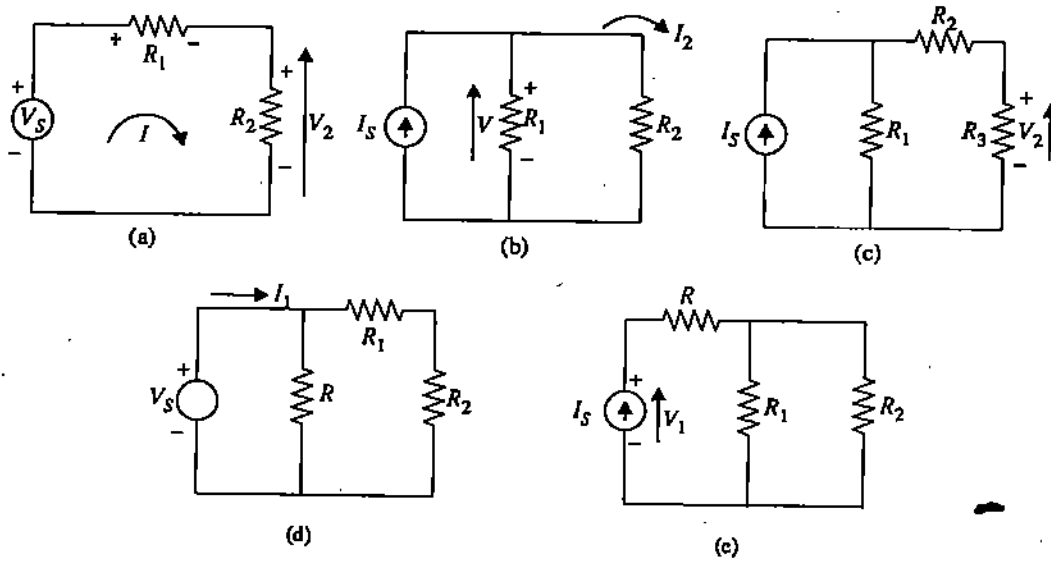 + R1 -
+
VS
-
I
R2
+
-
V2
(a)
I2
IS
V
+
R1
-
R2
(b)
R2
IS
R1
R3
+
V2
-
(c)
I1
R1
+
VS
-
R
R2
(d)
R
+
IS
V1
-
R1
R2
(e)